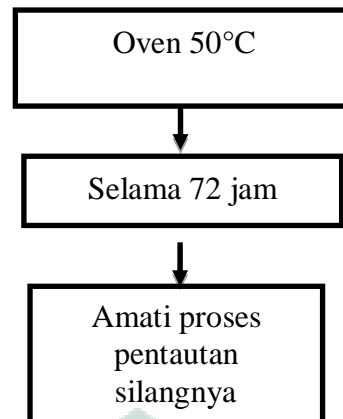 Oven 50°C
Selama 72 jam
Amati proses
pentautan
silangnya